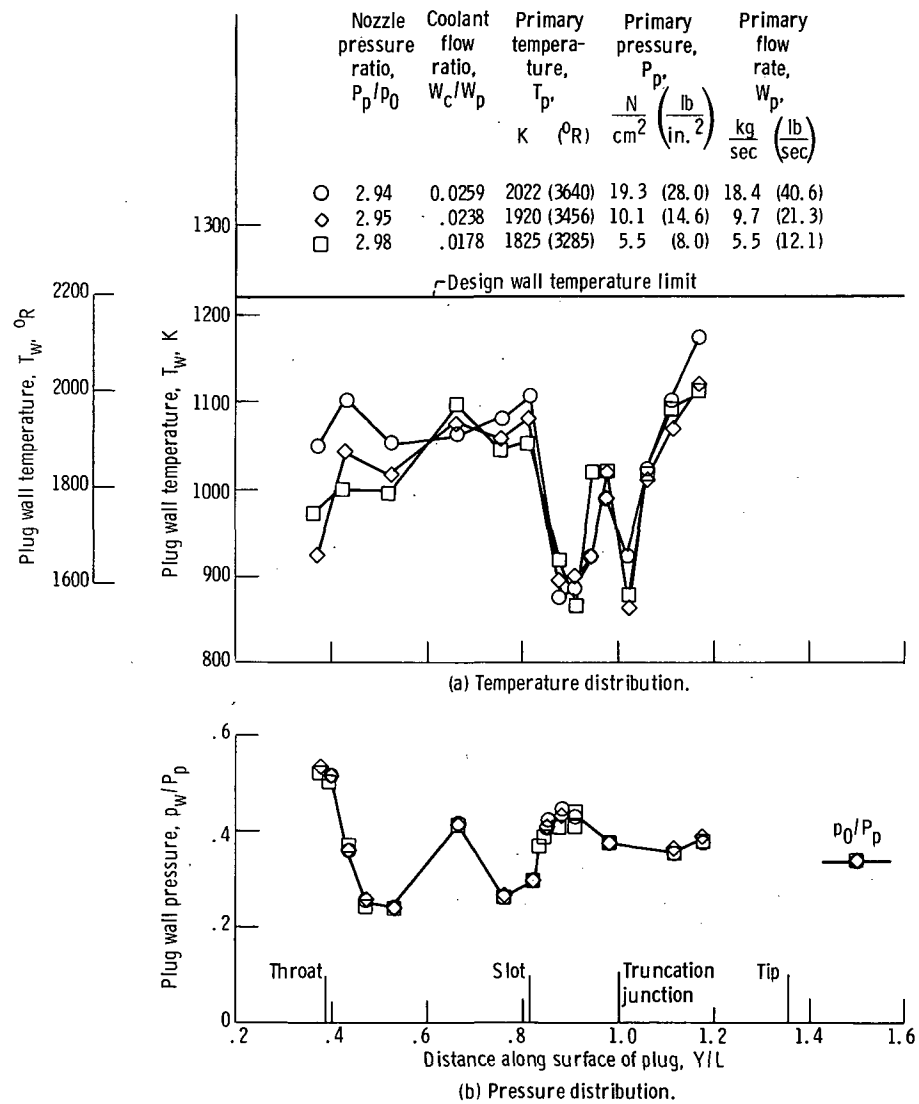 Nozzle pressure ratio, Pp/p0
Coolant flow ratio, Wc/Wp
Primary temperature, Tp, K (°R)
Primary pressure, Pp, N/cm2 (lb/in.2)
Primary flow rate, Wp, kg/sec (lb/sec)
2.94 0.0259 2022 (3640) 19.3 (28.0) 18.4 (40.6)
2.95 .0238 1920 (3456) 10.1 (14.6) 9.7 (21.3)
2.98 .0178 1825 (3285) 5.5 (8.0) 5.5 (12.1)
Design wall temperature limit
Plug wall temperature, Tw, °R
2200
2000
1800
1600
Plug wall temperature, Tw, K
1300
1200
1100
1000
900
800
(a) Temperature distribution.
Plug wall pressure, pw/Pp
.6
.4
.2
0
p0/Pp
Throat
Slot
Truncation junction
Tip
.2 .4 .6 .8 1.0 1.2 1.4 1.6
Distance along surface of plug, Y/L
(b) Pressure distribution.